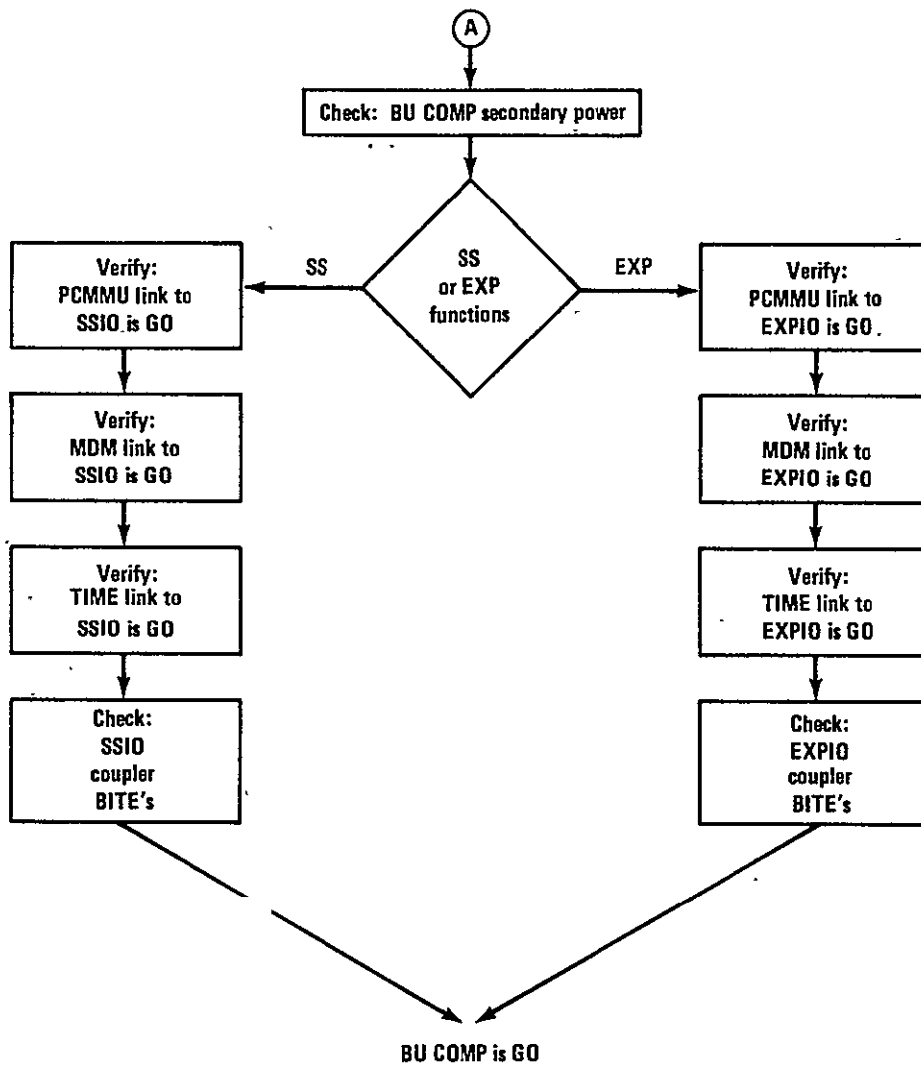 A
Check: BU COMP secondary power
SS
or EXP
functions
SS
EXP
Verify:
PCMMU link to
SSIO is GO
Verify:
MDM link to
SSIO is GO
Verify:
TIME link to
SSIO is GO
Check:
SSIO
coupler
BITE's
Verify:
PCMMU link to
EXPIO is GO
Verify:
MDM link to
EXPIO is GO
Verify:
TIME link to
EXPIO is GO
Check:
EXPIO
coupler
BITE's
BU COMP is GO